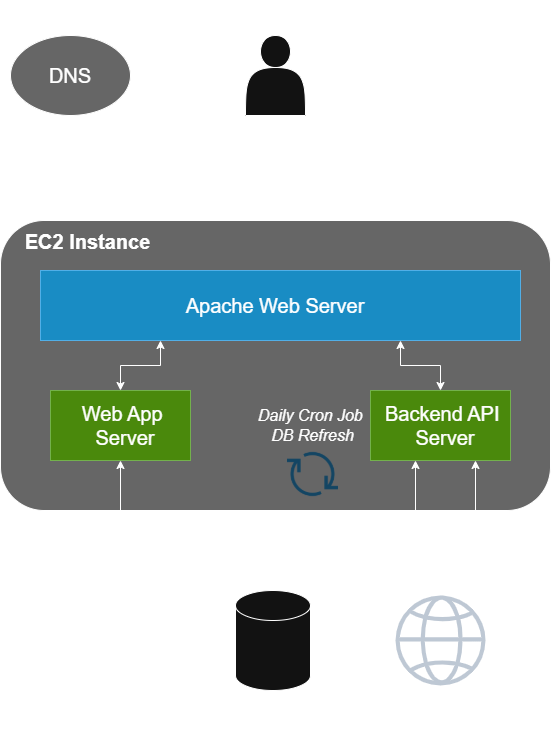 DNS
EC2 Instance
Apache Web Server
Web App
Server
Daily Cron Job
DB Refresh
Backend API
Server